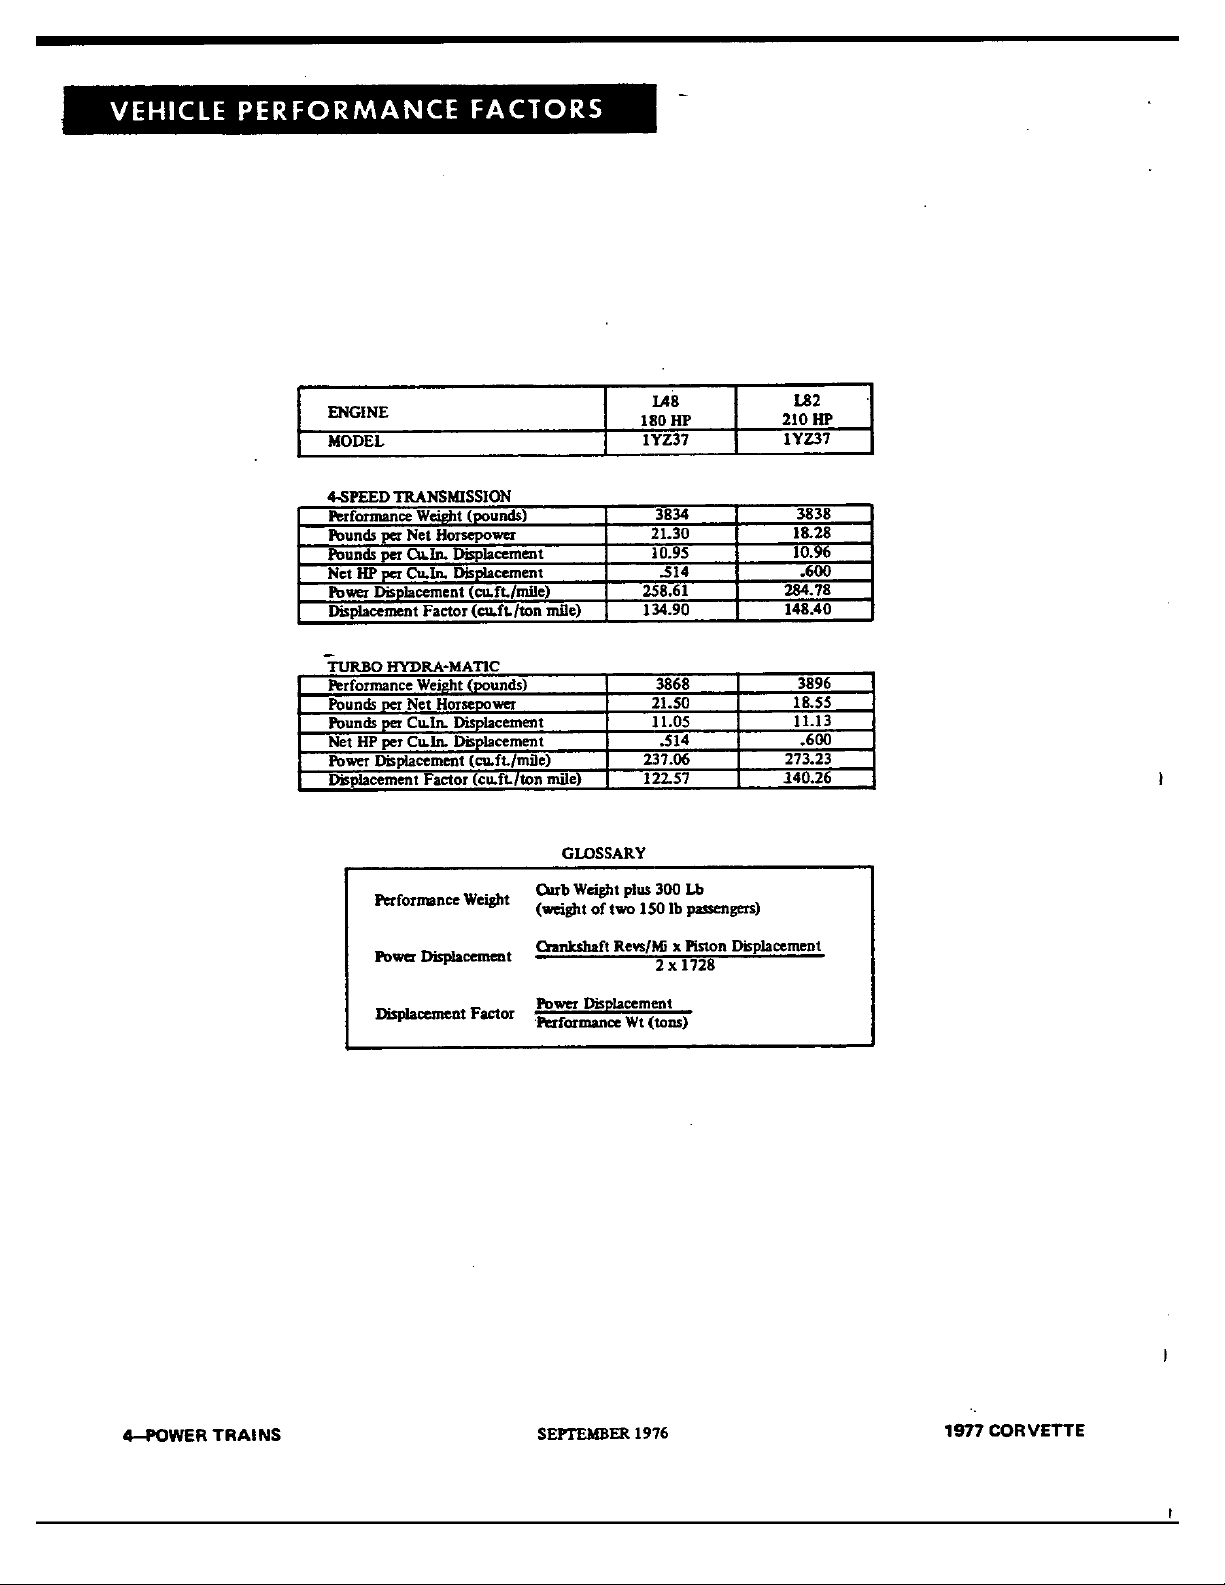 VEHICLE PERFORMANCE FACTORS
ENGINE L48 180 HP L82 210 HP
MODEL 1YZ37 1YZ37
4-SPEED TRANSMISSION
Performance Weight (pounds) 3834 3838
Pounds per Net Horsepower 21.30 18.28
Pounds per Cu.In. Displacement 10.95 10.96
Net HP per Cu.In. Displacement .514 .600
Power Displacement (cu.ft./mile) 258.61 284.78
Displacement Factor (cu.ft./ton mile) 134.90 148.40
TURBO HYDRA-MATIC
Performance Weight (pounds) 3868 3896
Pounds per Net Horsepower 21.50 18.55
Pounds per Cu.In. Displacement 11.05 11.13
Net HP per Cu.In. Displacement .514 .600
Power Displacement (cu.ft./mile) 237.06 273.23
Displacement Factor (cu.ft./ton mile) 122.57 140.26
GLOSSARY
Performance Weight Curb Weight plus 300 Lb
(weight of two 150 lb passengers)
Power Displacement Crankshaft Revs/Mi x Piston Displacement
2 x 1728
Displacement Factor Power Displacement
Performance Wt (tons)
4—POWER TRAINS SEPTEMBER 1976 1977 CORVETTE